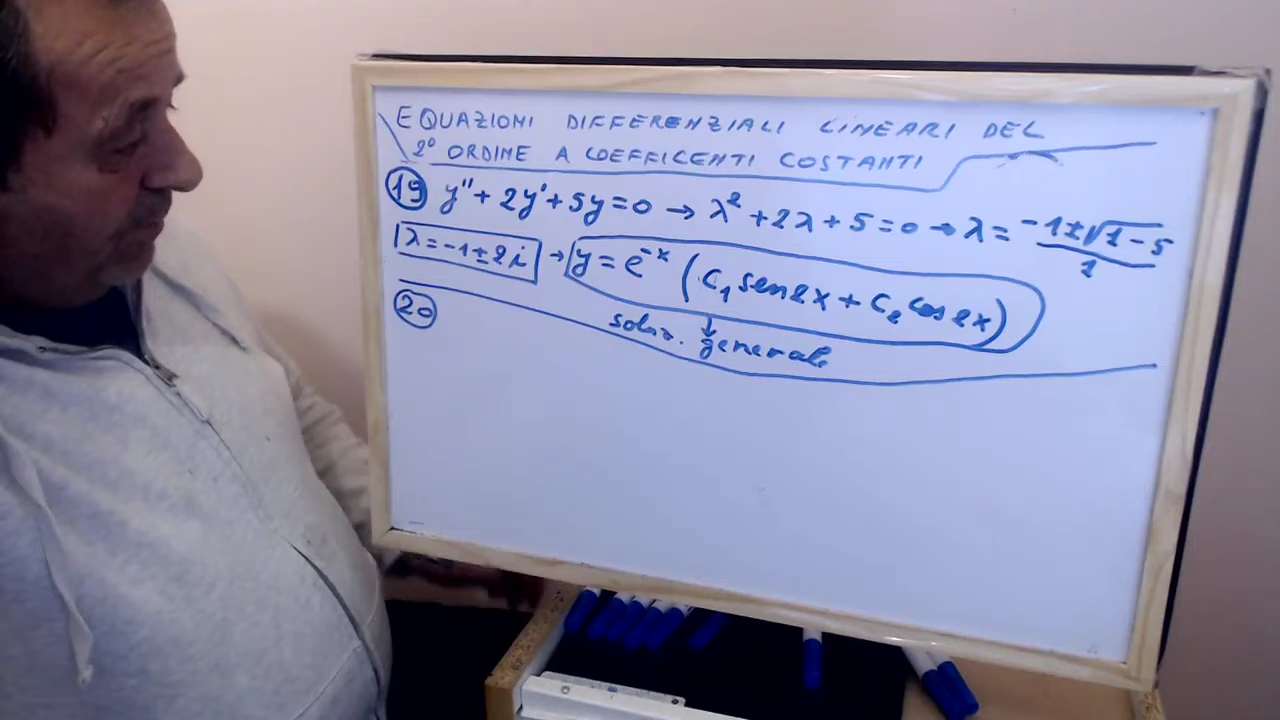 EQUAZIONI DIFFERENZIALI LINEARI DEL
2° ORDINE A COEFFICENTI COSTANTI
19 y'' + 2y' + 5y = 0 → λ² + 2λ + 5 = 0 → λ = (-1 ± √1-5)/1
λ = -1 ± 2i → y = e^-x (C₁ sen2x + C₂ cos2x)
↓
soluz. generale
20